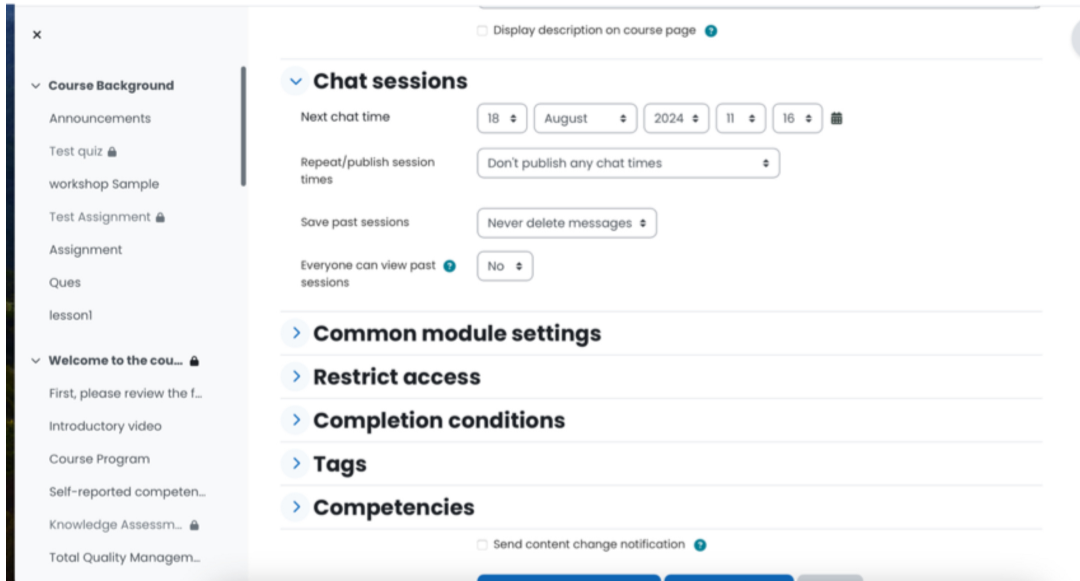 ×
Display description on course page
Course Background
Announcements
Test quiz
workshop Sample
Test Assignment
Assignment
Ques
lesson1
Welcome to the cou...
First, please review the f...
Introductory video
Course Program
Self-reported competen...
Knowledge Assessm...
Total Quality Managem...
Chat sessions
Next chat time
18 August 2024 11 16
Repeat/publish session
times
Don't publish any chat times
Save past sessions
Never delete messages
Everyone can view past
sessions
No
Common module settings
Restrict access
Completion conditions
Tags
Competencies
Send content change notification